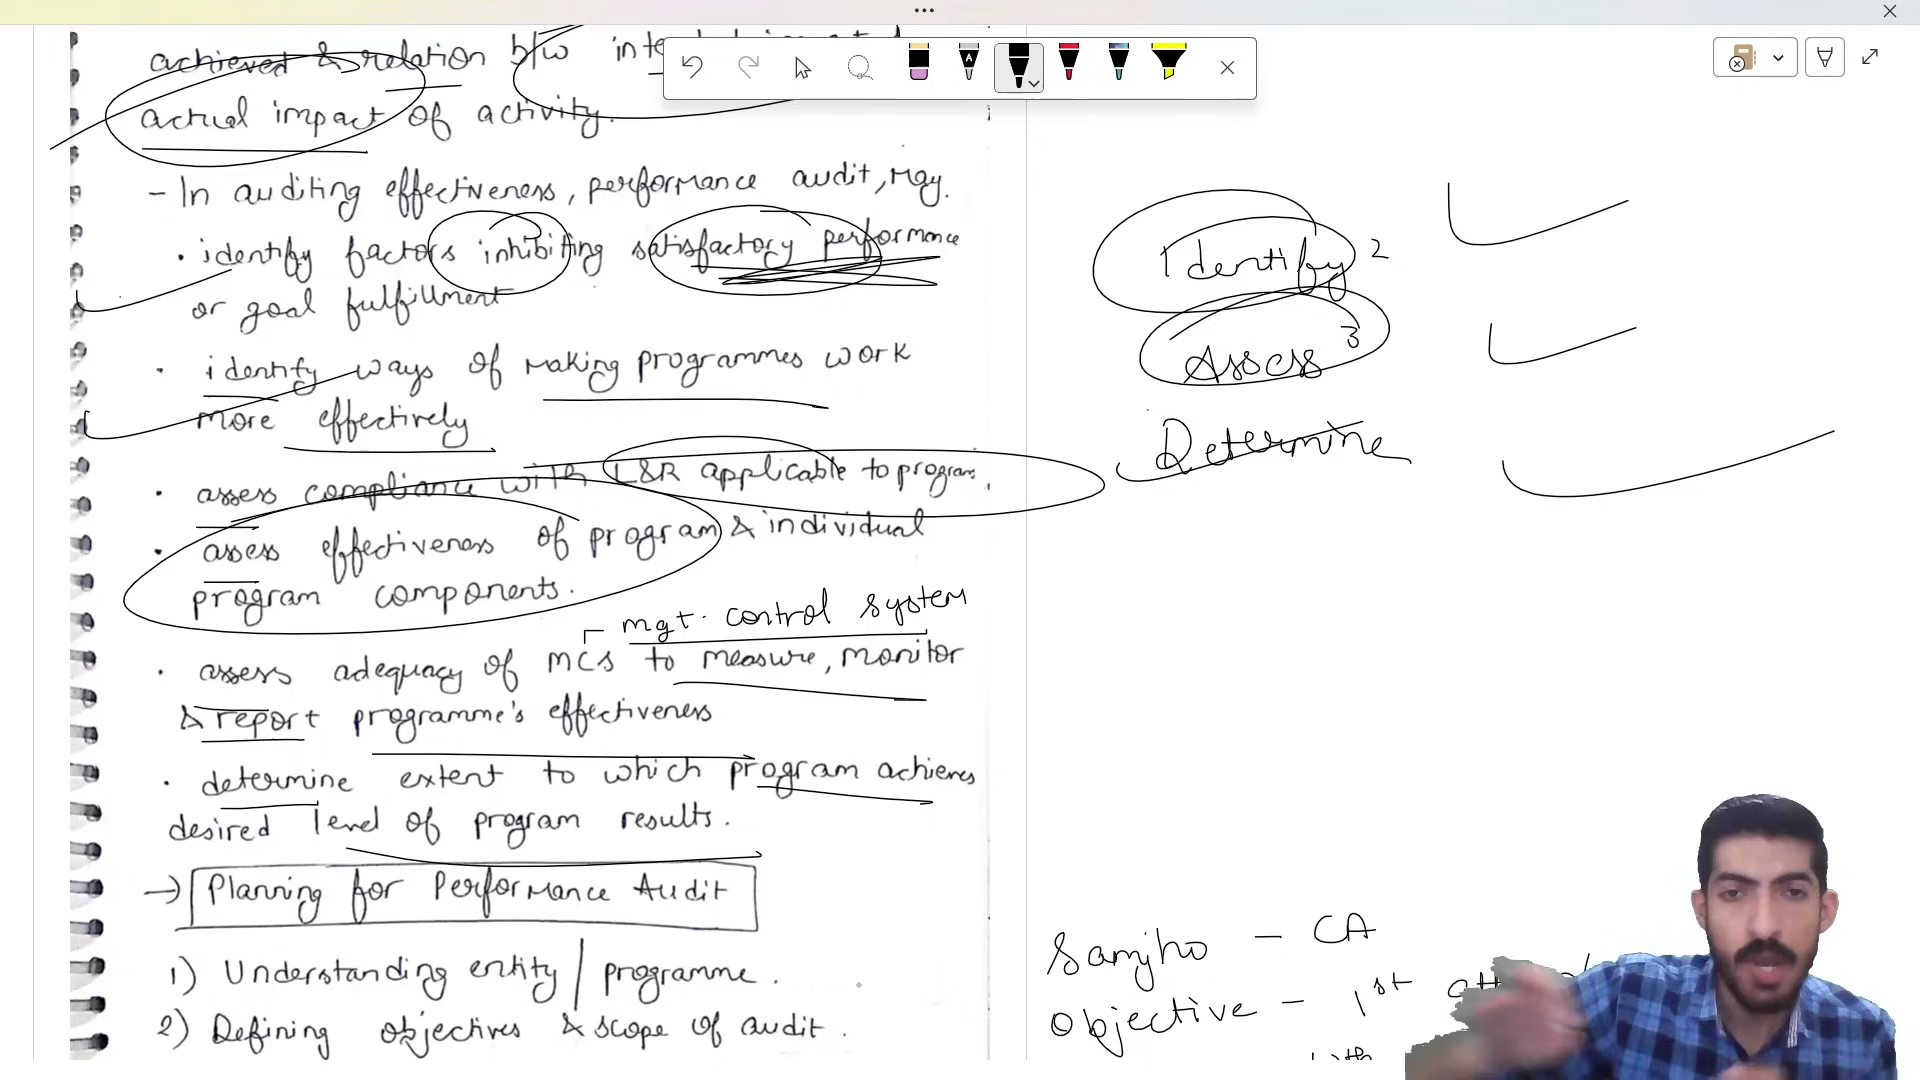 achieved & relation b/w
actual impact of activity.
- In auditing effectiveness, performance audit, may.
· identify factors inhibiting satisfactory performance
or goal fulfillment
· identify ways of making programmes work
more effectively
· assess compliance with L&R applicable to program.
· assess effectiveness of program & individual
program components.
mgt. control system
· assess adequacy of MCS to measure, monitor
& report programme's effectiveness
· determine extent to which program achieves
desired level of program results.
→ Planning for Performance Audit
1) Understanding entity / programme.
2) Defining objectives & scope of audit.
Identify 2
Assess 3
Determine
Samjho - CA
Objective - 1st